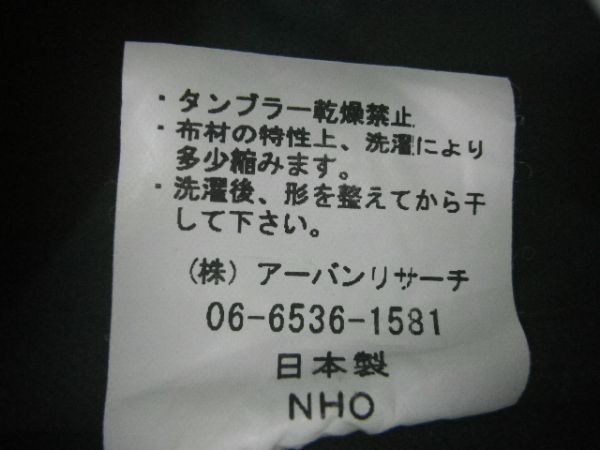 ・タンブラー乾燥禁止
・布材の特性上、洗濯により
多少縮みます。
・洗濯後、形を整えてから干
して下さい。
（株）アーバンリサーチ
06-6536-1581
日本製
NHO